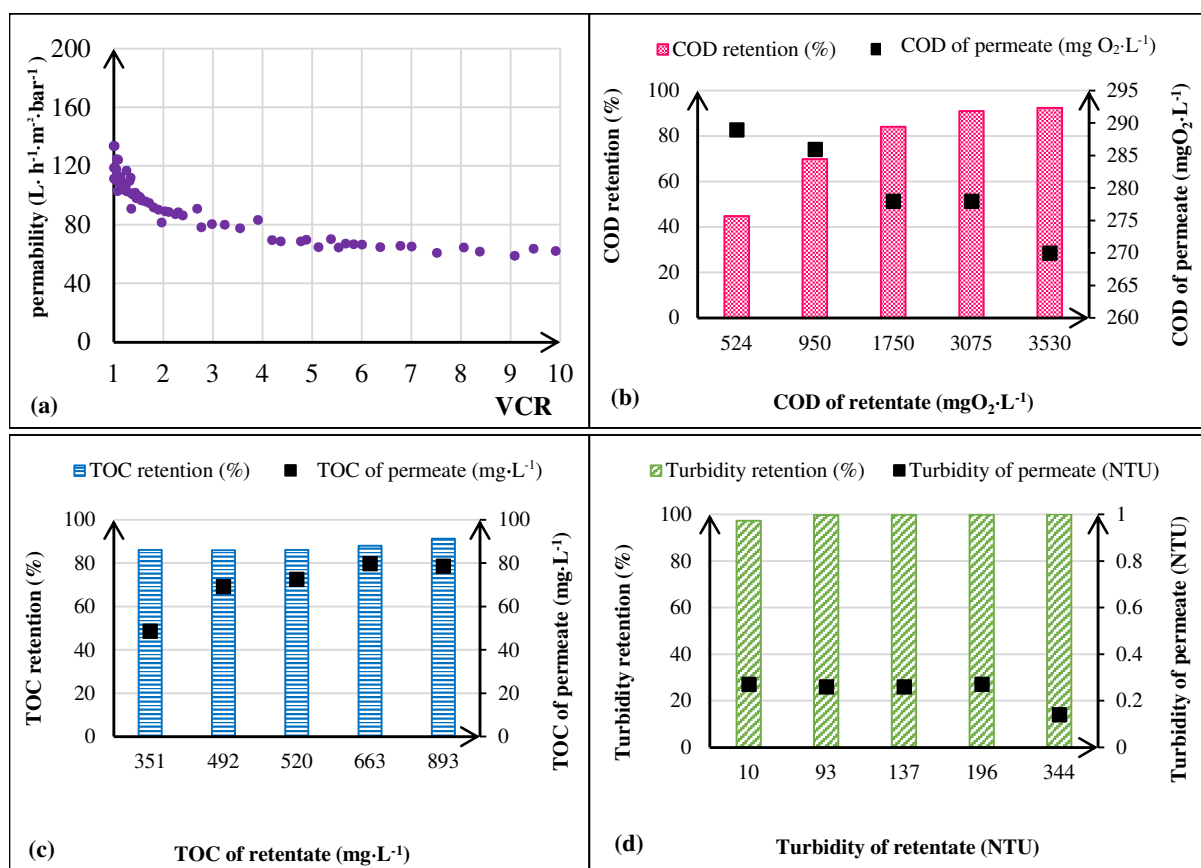 200
160
120
80
40
0
permability (L· h⁻¹·m⁻²·bar⁻¹)
1 2 3 4 5 6 7 8 9 10
VCR
(a)
COD retention (%) COD of permeate (mg O₂·L⁻¹)
100
80
60
40
20
0
COD retention (%)
295
290
285
280
275
270
265
260
COD of permeate (mgO₂·L⁻¹)
524 950 1750 3075 3530
(b) COD of retentate (mgO₂·L⁻¹)
TOC retention (%) TOC of permeate (mg·L⁻¹)
100
80
60
40
20
0
TOC retention (%)
100
80
60
40
20
0
TOC of permeate (mg·L⁻¹)
351 492 520 663 893
(c) TOC of retentate (mg·L⁻¹)
Turbidity retention (%) Turbidity of permeate (NTU)
100
80
60
40
20
0
Turbidity retention (%)
1
0.8
0.6
0.4
0.2
0
Turbidity of permeate (NTU)
10 93 137 196 344
(d) Turbidity of retentate (NTU)